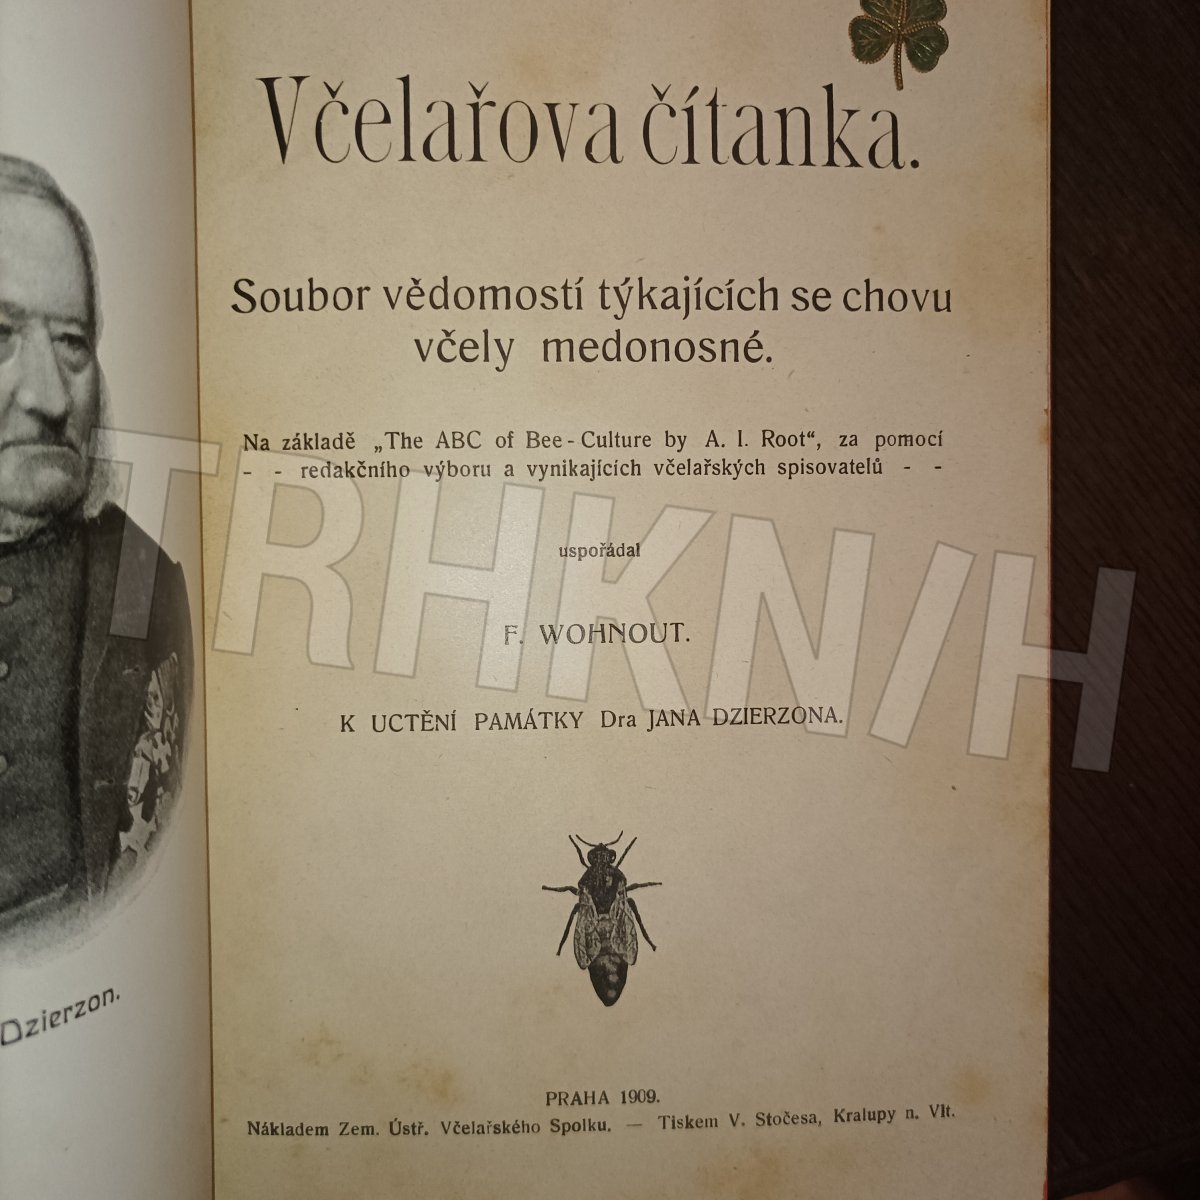 Včelařova čítanka.
Soubor vědomostí týkajících se chovu
včely medonosné.
Na základě „The ABC of Bee-Culture by A. I. Root“, za pomocí
- - redakčního výboru a vynikajících včelařských spisovatelů - -
uspořádal
F. WOHNOUT.
K UCTĚNÍ PAMÁTKY Dra JANA DZIERZONA.
PRAHA 1909.
Nákladem Zem. Ústř. Včelařského Spolku. — Tiskem V. Stočesa, Kralupy n. Vlt.
Dzierzon.
TRHKN/H